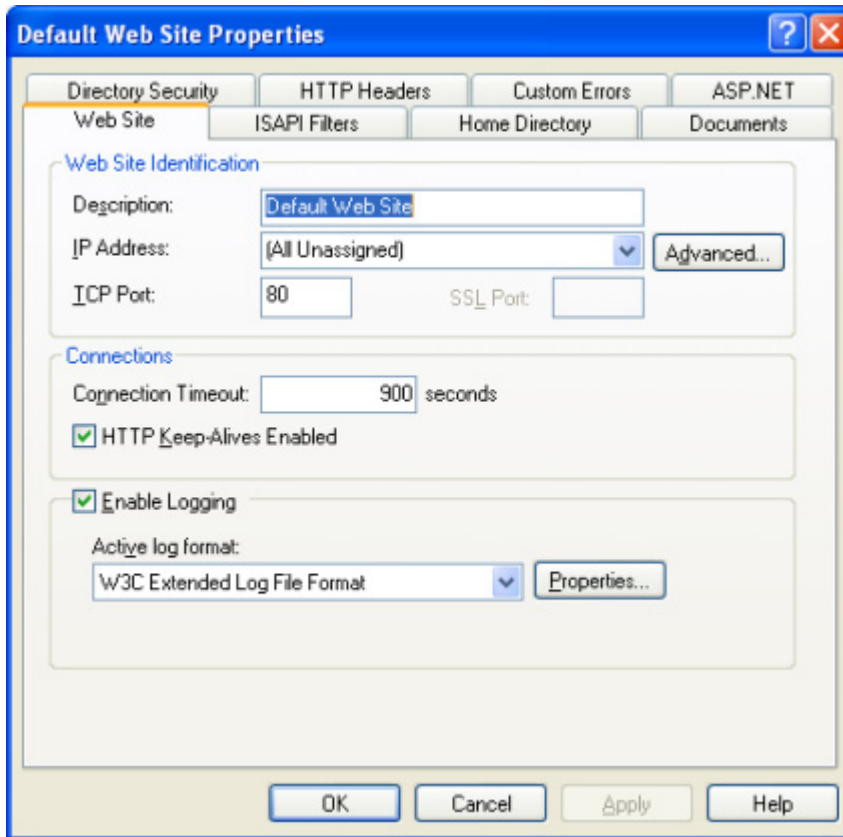 Default Web Site Properties
Directory Security HTTP Headers Custom Errors ASP.NET
Web Site ISAPI Filters Home Directory Documents
Web Site Identification
Description: Default Web Site
IP Address: (All Unassigned) Advanced...
TCP Port: 80 SSL Port:
Connections
Connection Timeout: 900 seconds
HTTP Keep-Alives Enabled
Enable Logging
Active log format:
W3C Extended Log File Format Properties...
OK Cancel Apply Help